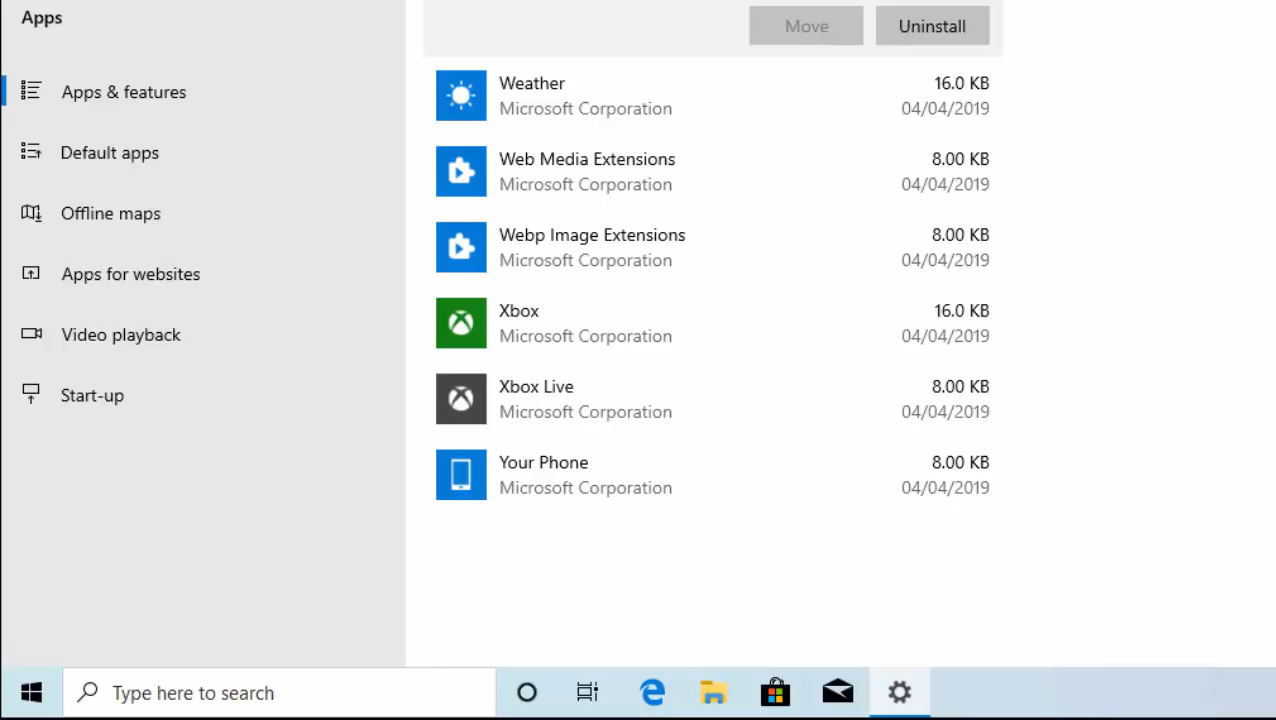 Apps
Apps & features
Default apps
Offline maps
Apps for websites
Video playback
Start-up
Move Uninstall
Weather 16.0 KB
Microsoft Corporation 04/04/2019
Web Media Extensions 8.00 KB
Microsoft Corporation 04/04/2019
Webp Image Extensions 8.00 KB
Microsoft Corporation 04/04/2019
Xbox 16.0 KB
Microsoft Corporation 04/04/2019
Xbox Live 8.00 KB
Microsoft Corporation 04/04/2019
Your Phone 8.00 KB
Microsoft Corporation 04/04/2019
Type here to search